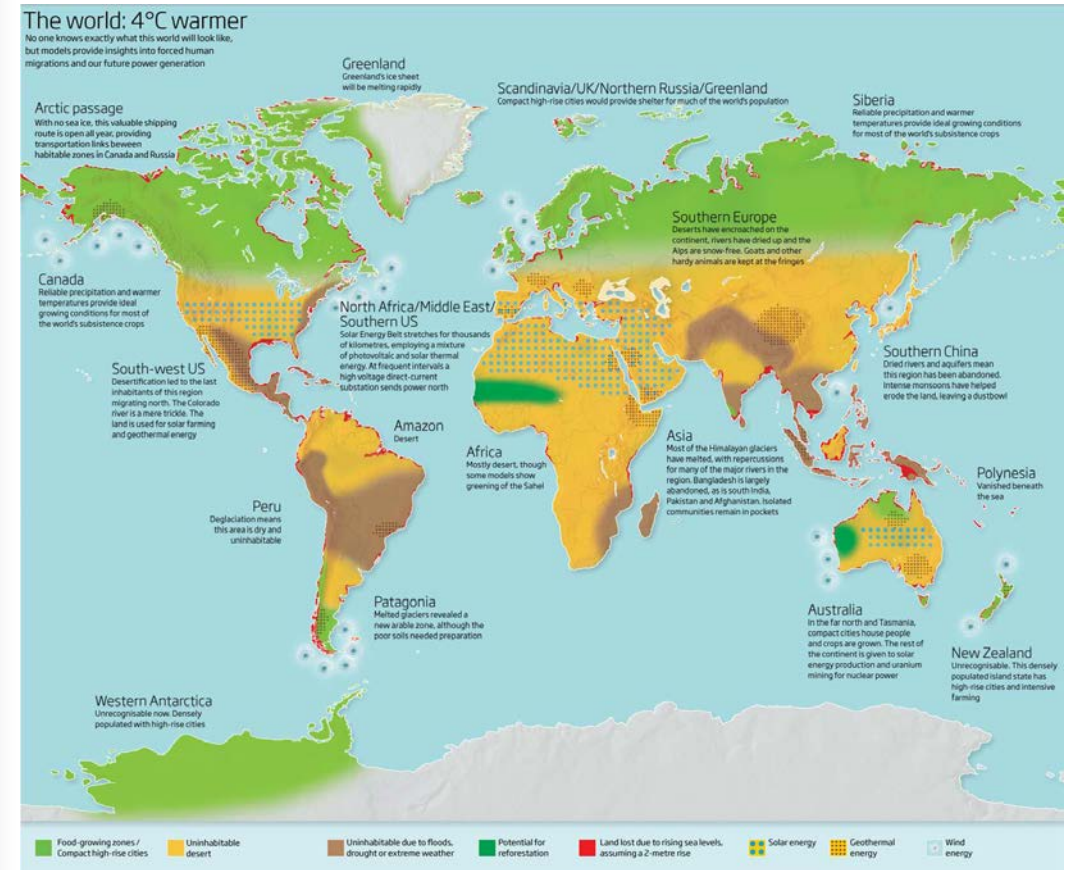 The world: 4°C warmer
No one knows exactly what this world will look like,
but models provide insights into forced human
migrations and our future power generation
Greenland
Greenland's ice sheet
will be melting rapidly
Scandinavia/UK/Northern Russia/Greenland
Compact high-rise cities would provide shelter for much of the world's population
Siberia
Reliable precipitation and warmer
temperatures provide ideal growing conditions
for most of the world's subsistence crops
Arctic passage
With no sea ice, this valuable shipping
route is open all year, providing
transportation links beween
habitable zones in Canada and Russia
Southern Europe
Deserts have encroached on the
continent, rivers have dried up and the
Alps are snow-free. Goats and other
hardy animals are kept at the fringes
Canada
Reliable precipitation and warmer
temperatures provide ideal
growing conditions for most of
the world's subsistence crops
North Africa/Middle East/
Southern US
Solar Energy Belt stretches for thousands
of kilometres, employing a mixture
of photovoltaic and solar thermal
energy. At frequent intervals a
high voltage direct-current
substation sends power north
South-west US
Desertification led to the last
inhabitants of this region
migrating north. The Colorado
river is a mere trickle. The
land is used for solar farming
and geothermal energy
Southern China
Dried rivers and aquifers mean
this region has been abandoned.
Intense monsoons have helped
erode the land, leaving a dustbowl
Amazon
Desert
Africa
Mostly desert, though
some models show
greening of the Sahel
Asia
Most of the Himalayan glaciers
have melted, with repercussions
for many of the major rivers in the
region. Bangladesh is largely
abandoned, as is south India,
Pakistan and Afghanistan. Isolated
communities remain in pockets
Polynesia
Vanished beneath
the sea
Peru
Deglaciation means
this area is dry and
uninhabitable
Patagonia
Melted glaciers revealed a
new arable zone, although the
poor soils needed preparation
Australia
In the far north and Tasmania,
compact cities house people
and crops are grown. The rest of
the continent is given to solar
energy production and uranium
mining for nuclear power
New Zealand
Unrecognisable. This densely
populated island state has
high-rise cities and intensive
farming
Western Antarctica
Unrecognisable now. Densely
populated with high-rise cities
Food-growing zones /
Compact high-rise cities
Uninhabitable
desert
Uninhabitable due to floods,
drought or extreme weather
Potential for
reforestation
Land lost due to rising sea levels,
assuming a 2-metre rise
Solar energy
Geothermal
energy
Wind
energy